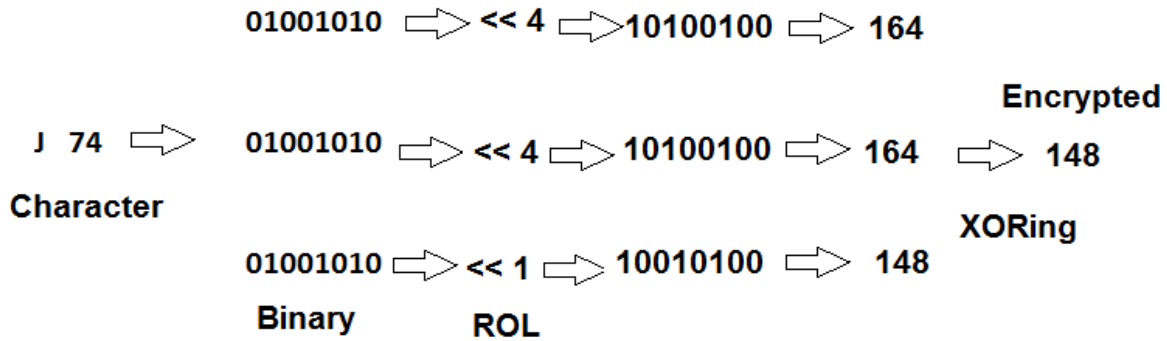 01001010 << 4 10100100 164
Encrypted
J 74 01001010 << 4 10100100 164 148
Character
XORing
01001010 << 1 10010100 148
Binary ROL